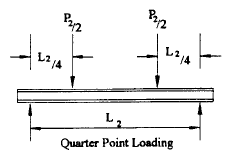 P₂/2 P₂/2
L₂/4 L₂/4
L₂
Quarter Point Loading